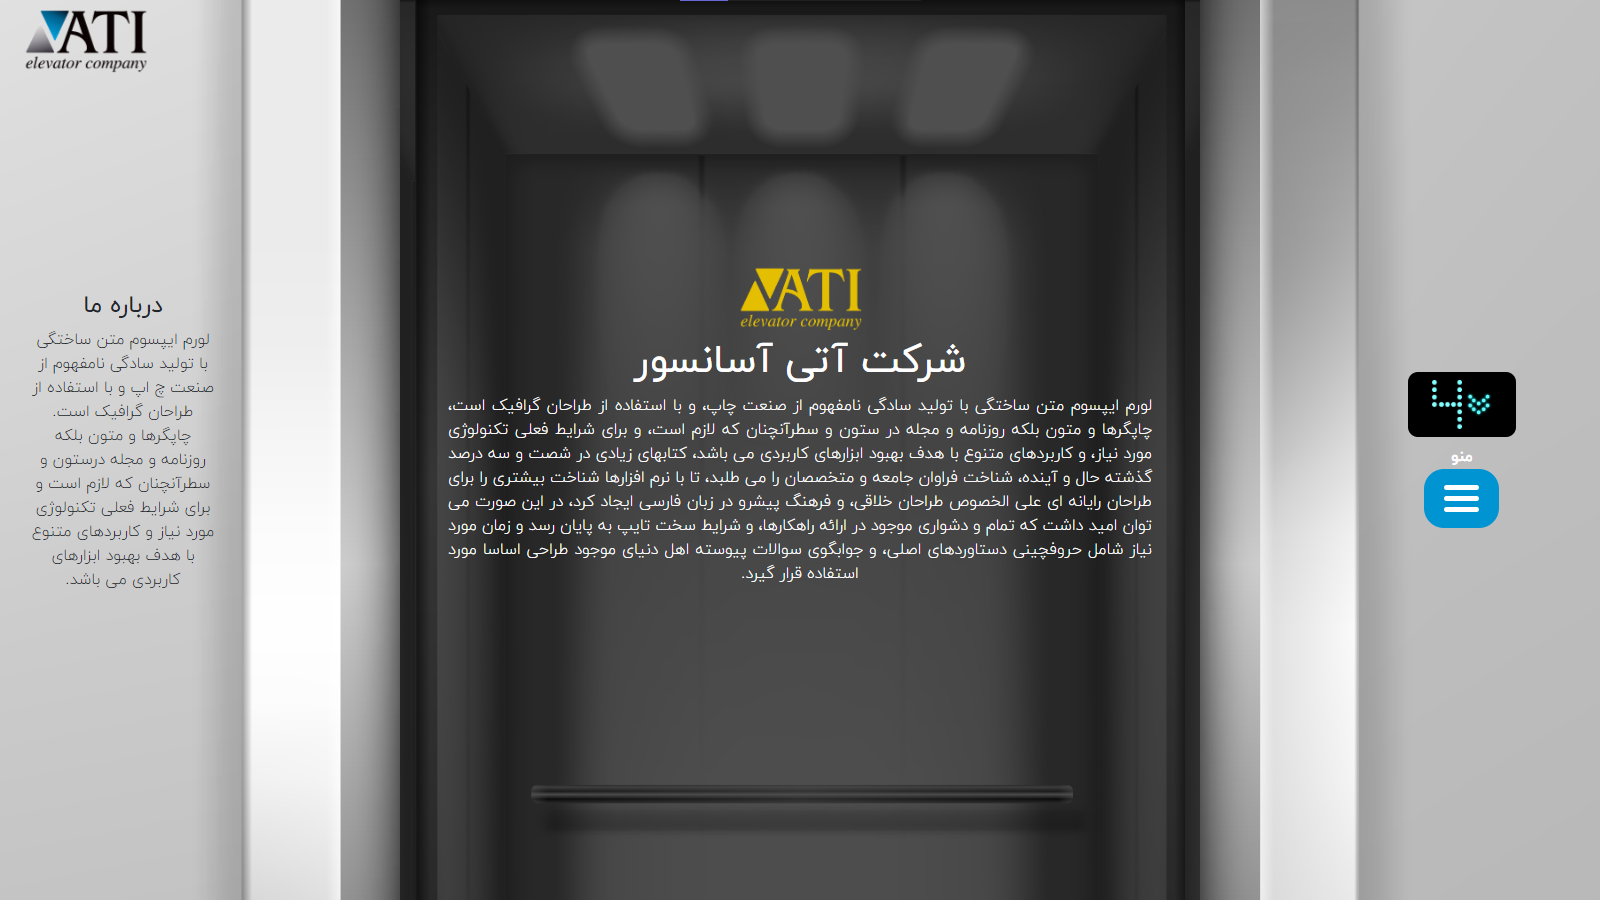 ATI
elevator company
درباره ما
لورم ایپسوم متن ساختگی
با تولید سادگی نامفهوم از
صنعت چ اپ و با استفاده از
طراحان گرافیک است.
چاپگرها و متون بلکه
روزنامه و مجله درستون و
سطرآنچنان که لازم است و
برای شرایط فعلی تکنولوژی
مورد نیاز و کاربردهای متنوع
با هدف بهبود ابزارهای
کاربردی می باشد.
ATI
elevator company
شرکت آتی آسانسور
لورم ایپسوم متن ساختگی با تولید سادگی نامفهوم از صنعت چاپ، و با استفاده از طراحان گرافیک است،
چاپگرها و متون بلکه روزنامه و مجله در ستون و سطرآنچنان که لازم است، و برای شرایط فعلی تکنولوژی
مورد نیاز، و کاربردهای متنوع با هدف بهبود ابزارهای کاربردی می باشد، کتابهای زیادی در شصت و سه درصد
گذشته حال و آینده، شناخت فراوان جامعه و متخصصان را می طلبد، تا با نرم افزارها شناخت بیشتری را برای
طراحان رایانه ای علی الخصوص طراحان خلاقی، و فرهنگ پیشرو در زبان فارسی ایجاد کرد، در این صورت می
توان امید داشت که تمام و دشواری موجود در ارائه راهکارها، و شرایط سخت تایپ به پایان رسد و زمان مورد
نیاز شامل حروفچینی دستاوردهای اصلی، و جوابگوی سوالات پیوسته اهل دنیای موجود طراحی اساسا مورد
استفاده قرار گیرد.
4
منو